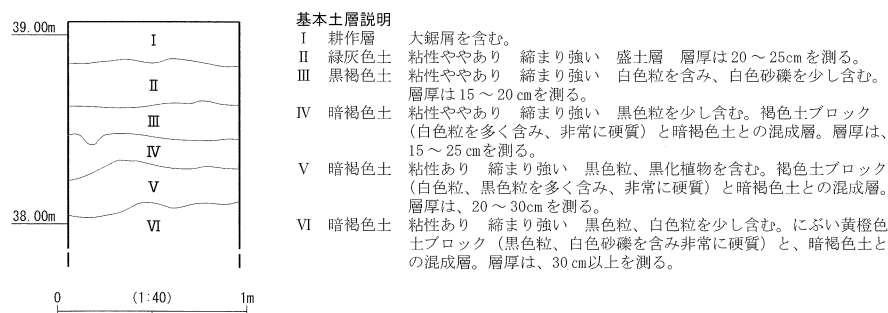 39.00m
Ⅰ
Ⅱ
Ⅲ
Ⅳ
Ⅴ
38.00m
Ⅵ
0 (1:40) 1m
基本土層説明
Ⅰ 耕作層 大鋸屑を含む。
Ⅱ 緑灰色土 粘性ややあり 締まり強い 盛土層 層厚は20～25cmを測る。
Ⅲ 黒褐色土 粘性ややあり 締まり強い 白色粒を含み、白色砂礫を少し含む。
層厚は15～20cmを測る。
Ⅳ 暗褐色土 粘性ややあり 締まり強い 黒色粒を少し含む。褐色土ブロック
（白色粒を多く含み、非常に硬質）と暗褐色土との混成層。層厚は、
15～25cmを測る。
Ⅴ 暗褐色土 粘性あり 締まり強い 黒色粒、黒化植物を含む。褐色土ブロック
（白色粒、黒色粒を多く含み、非常に硬質）と暗褐色土との混成層。
層厚は、20～30cmを測る。
Ⅵ 暗褐色土 粘性あり 締まり強い 黒色粒、白色粒を少し含む。にぶい黄橙色
土ブロック（黒色粒、白色砂礫を含み非常に硬質）と、暗褐色土と
の混成層。層厚は、30cm以上を測る。